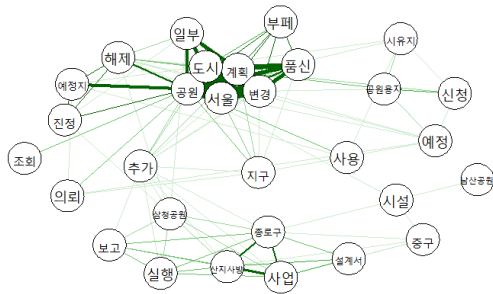 부페
일부
시유지
해제
도시
계획
품신
예정지
공원
서울
변경
공원용지
신청
진정
예정
조회
추가
지구
사용
남산공원
의뢰
시설
삼청공원
종로구
중구
보고
실행
산지사방
사업
설계서